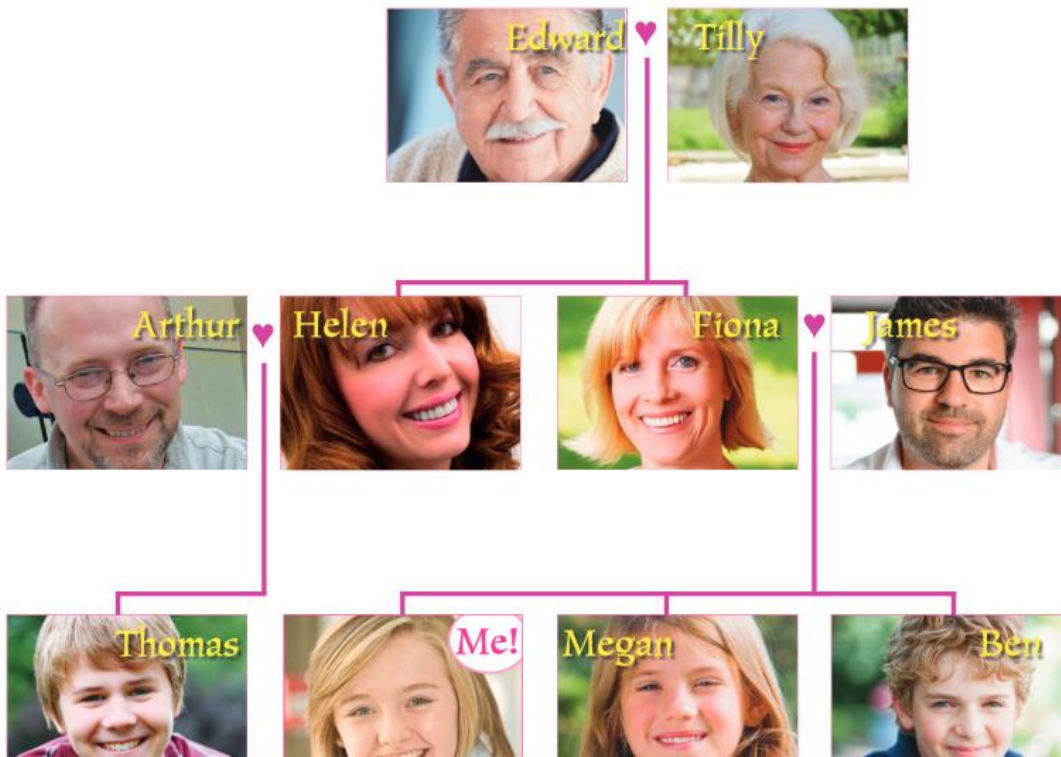 Edward ♥ Tilly
Arthur ♥ Helen
Fiona ♥ James
Thomas
Me!
Megan
Ben